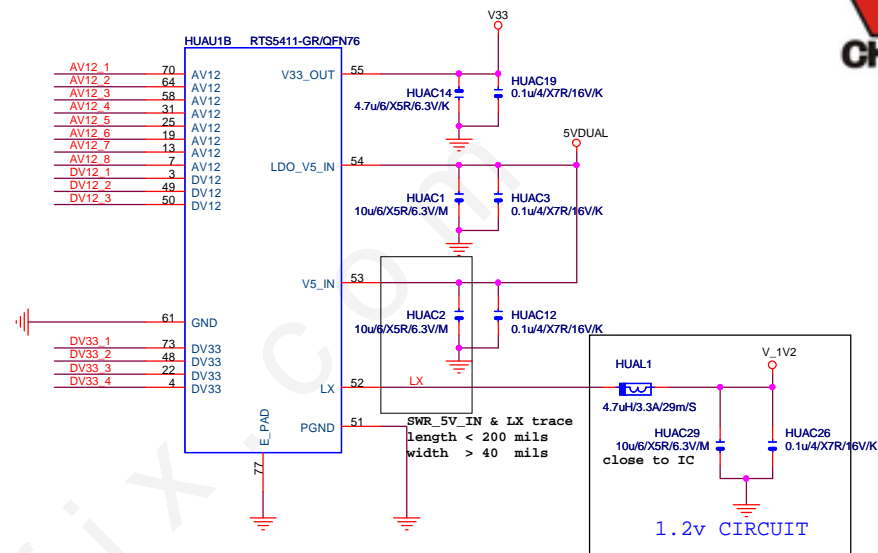 V33
CH
HUAU1B RTS5411-GR/QFN76
AV12_1 70 AV12
AV12_2 64 AV12
AV12_3 58 AV12
AV12_4 31 AV12
AV12_5 25 AV12
AV12_6 19 AV12
AV12_7 13 AV12
AV12_8 7 AV12
DV12_1 3 DV12
DV12_2 49 DV12
DV12_3 50 DV12
V33_OUT 55
HUAC14
4.7u/6/X5R/6.3V/K
HUAC19
0.1u/4/X7R/16V/K
5VDUAL
LDO_V5_IN 54
HUAC1
10u/6/X5R/6.3V/M
HUAC3
0.1u/4/X7R/16V/K
V5_IN 53
HUAC2
10u/6/X5R/6.3V/M
HUAC12
0.1u/4/X7R/16V/K
61 GND
DV33_1 73 DV33
DV33_2 48 DV33
DV33_3 22 DV33
DV33_4 4 DV33
LX 52 LX
PGND 51
E_PAD
77
SWR_5V_IN & LX trace
length < 200 mils
width > 40 mils
HUAL1
4.7uH/3.3A/29m/S
V_1V2
HUAC29
10u/6/X5R/6.3V/M
close to IC
HUAC26
0.1u/4/X7R/16V/K
1.2v CIRCUIT
fix.com